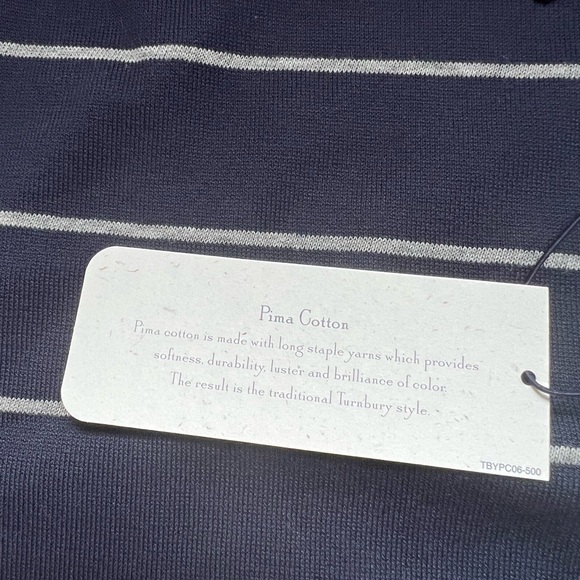 Pima Cotton
Pima cotton is made with long staple yarns which provides
softness, durability, luster and brilliance of color.
The result is the traditional Turnbury style.
TBYPC06-500